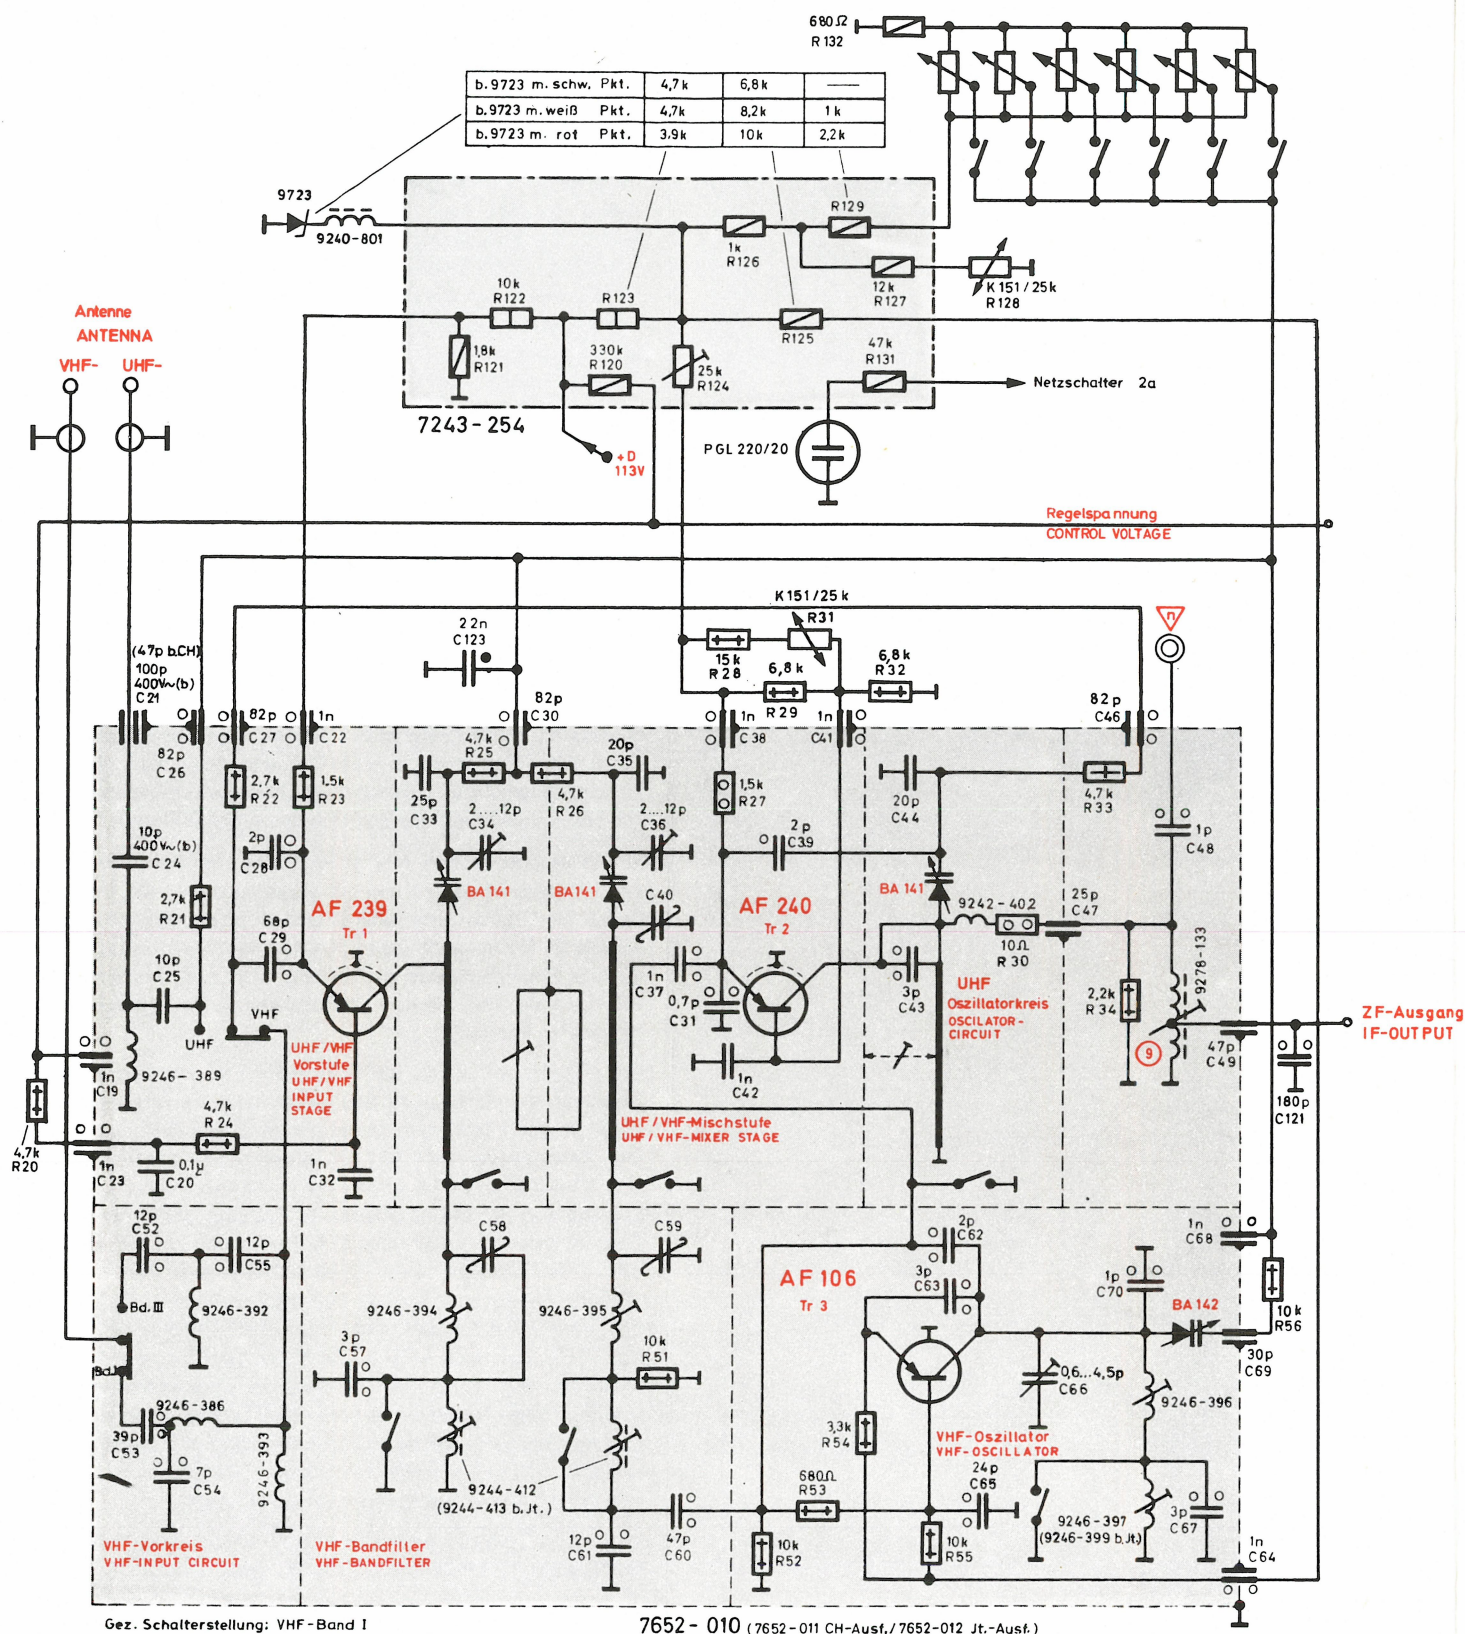 680Ω
R 132
b. 9723 m. schw. Pkt. 4,7k 6,8k —
b. 9723 m. weiß Pkt. 4,7k 8,2k 1k
b. 9723 m. rot Pkt. 3.9k 10k 2,2k
9723
9240-801
R129
1k
R126
12k
R127
K151/25k
R128
10k
R122
R123
R125
1,8k
R121
330k
R120
25k
R124
47k
R131
Netzschalter 2a
7243-254
PGL 220/20
+D
113V
Antenne
ANTENNA
VHF- UHF-
Regelspannung
CONTROL VOLTAGE
K151/25k
R31
22n
C123
15k
R28
6,8k
R29
6,8k
R32
(47p b.CH)
100p
400V~(b)
C21
82p
C26
82p
C27
1n
C22
82p
C30
1n
C38
1n
C41
82p
C46
n
2,7k
R22
1,5k
R23
4,7k
R25
25p
C33
2....12p
C34
4,7k
R26
20p
C35
2....12p
C36
1,5k
R27
2p
C39
20p
C44
4,7k
R33
1p
C48
10p
400V~(b)
C24
2p
C28
2,7k
R21
68p
C29
AF 239
Tr 1
BA 141
BA 141
C40
AF 240
Tr 2
BA 141
9242-402
10Ω
R30
25p
C47
10p
C25
1n
C37
0,7p
C31
3p
C43
1n
C42
UHF
Oszillatorkreis
OSCILATOR-
CIRCUIT
2,2k
R34
9278-133
9
47p
C49
180p
C121
ZF-Ausgang
IF-OUTPUT
UHF
VHF
UHF/VHF
Vorstufe
UHF/VHF
INPUT
STAGE
1n
C19
9246-389
4,7k
R24
4,7k
R20
1n
C23
0,1µ
C20
1n
C32
UHF/VHF-Mischstufe
UHF/VHF-MIXER STAGE
12p
C52
12p
C55
Bd. III
9246-392
Bd. I
9246-386
39p
C53
7p
C54
9246-393
VHF-Vorkreis
VHF-INPUT CIRCUIT
C58
9246-394
3p
C57
C59
9246-395
10k
R51
9244-412
(9244-413 b. Jt.)
12p
C61
47p
C60
VHF-Bandfilter
VHF-BANDFILTER
AF 106
Tr 3
2p
C62
3p
C63
1p
C70
BA 142
1n
C68
10k
R56
30p
C69
0,6...4,5p
C66
9246-396
3,3k
R54
VHF-Oszillator
VHF-OSCILLATOR
680Ω
R53
24p
C65
10k
R52
10k
R55
9246-397
(9246-399 b. Jt.)
3p
C67
1n
C64
Gez. Schalterstellung: VHF-Band I
7652-010 (7652-011 CH-Ausf./7652-012 Jt.-Ausf.)